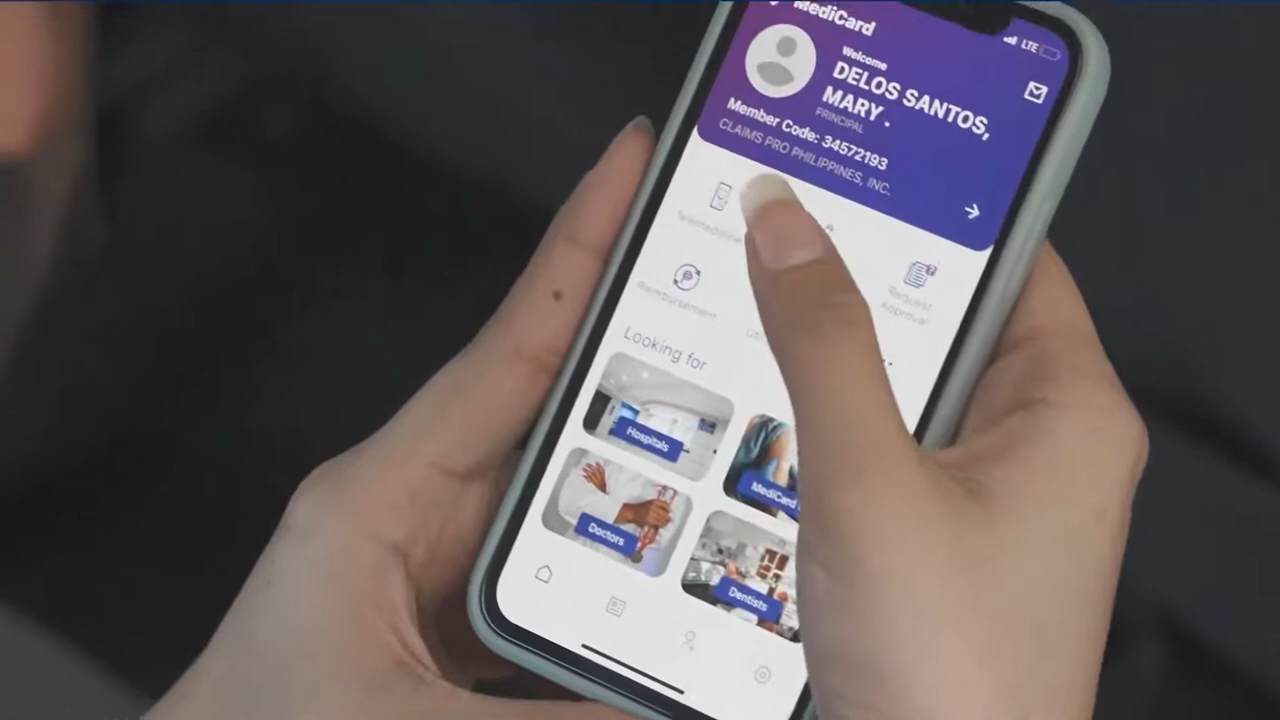 MediCard
LTE
Welcome
DELOS SANTOS,
MARY .
PRINCIPAL
Member Code: 34572193
CLAIMS PRO PHILIPPINES, INC.
Telemedicine
Request
Approval
Reimbursement
Looking for
Hospitals
MediCard
Doctors
Dentists